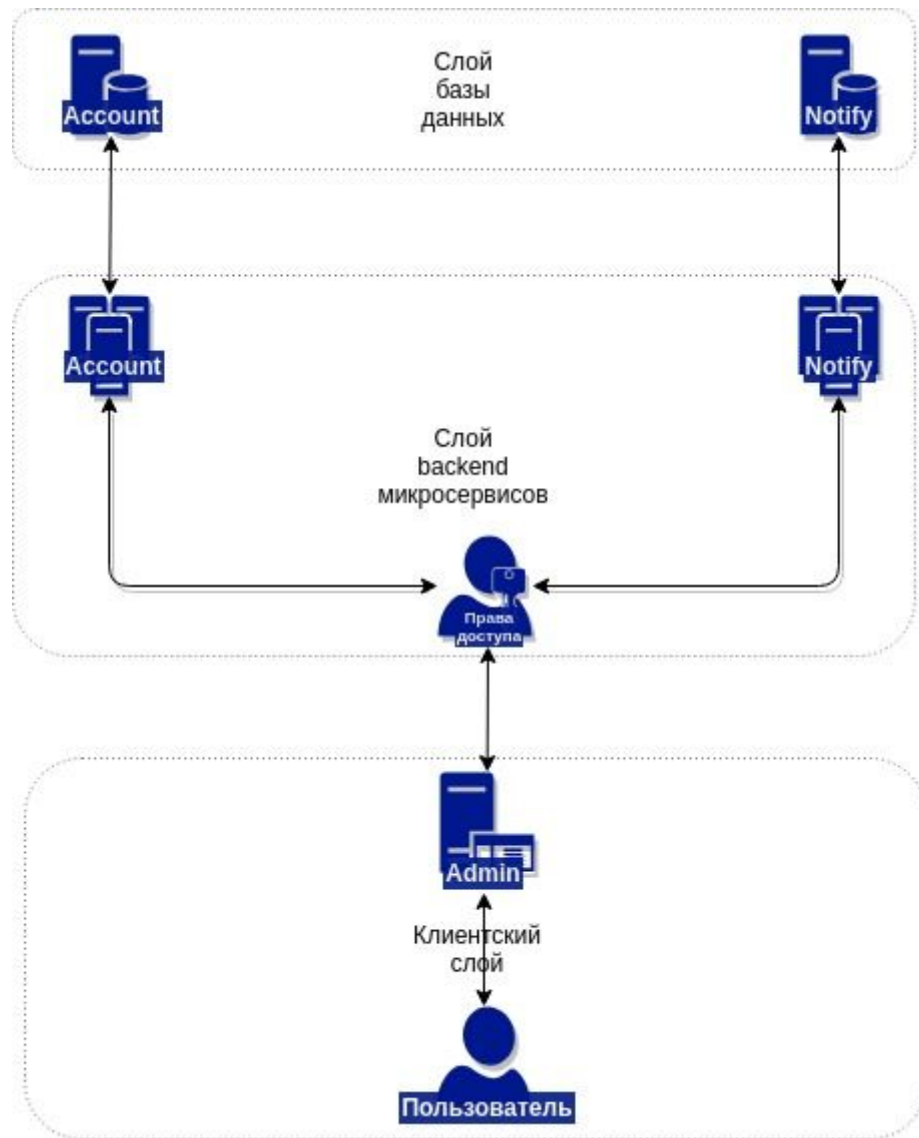 Слой
базы
данных
Account
Notify
Account
Notify
Слой
backend
микросервисов
Права
доступа
Admin
Клиентский
слой
Пользователь